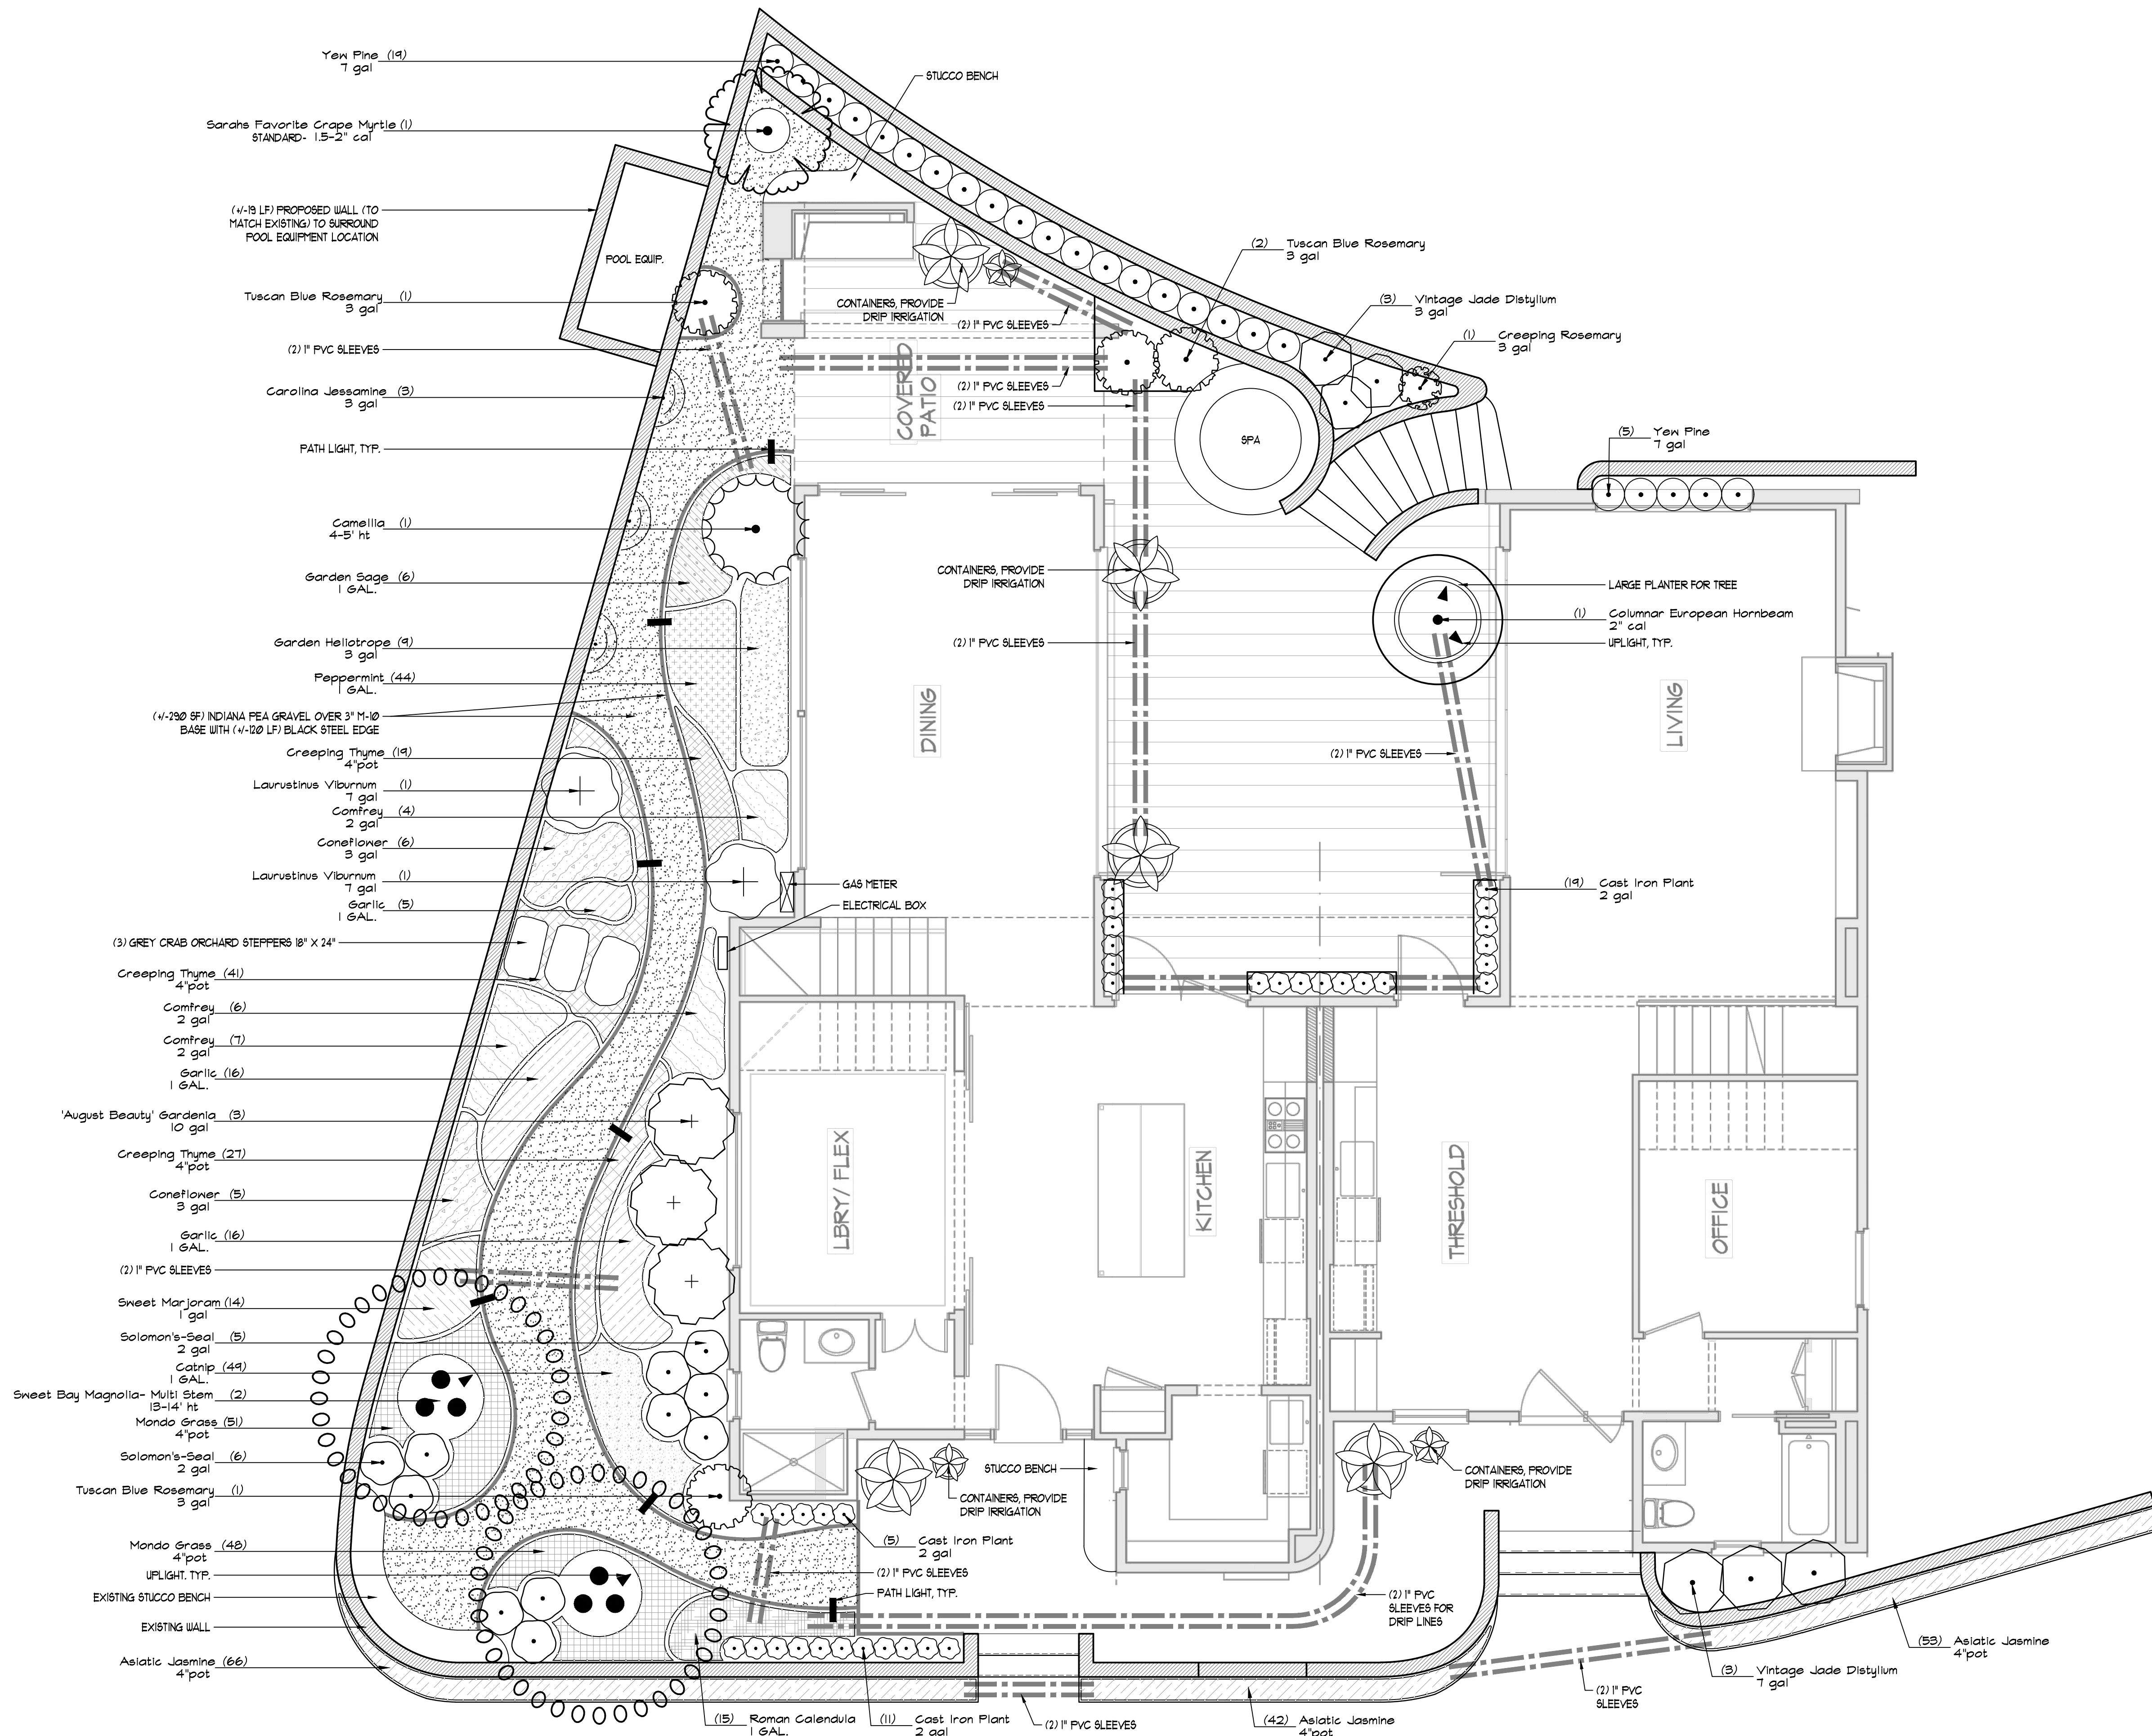 Yew Pine (19)
7 gal
STUCCO BENCH
Sarahs Favorite Crape Myrtle (1)
STANDARD- 1.5-2" cal
(+/-19 LF) PROPOSED WALL (TO
MATCH EXISTING) TO SURROUND
POOL EQUIPMENT LOCATION
POOL EQUIP.
Tuscan Blue Rosemary (1)
3 gal
(2) 1" PVC SLEEVES
Carolina Jessamine (3)
3 gal
PATH LIGHT, TYP.
Camellia (1)
4-5' ht
Garden Sage (6)
1 GAL.
Garden Heliotrope (9)
3 gal
Peppermint (44)
1 GAL.
(+/-290 SF) INDIANA PEA GRAVEL OVER 3" M-10
BASE WITH (+/-120 LF) BLACK STEEL EDGE
Creeping Thyme (19)
4"pot
Laurustinus Viburnum (1)
7 gal
Comfrey (4)
2 gal
Coneflower (6)
3 gal
Laurustinus Viburnum (1)
7 gal
Garlic (5)
1 GAL.
(3) GREY CRAB ORCHARD STEPPERS 18" X 24"
Creeping Thyme (41)
4"pot
Comfrey (6)
2 gal
Comfrey (7)
2 gal
Garlic (16)
1 GAL.
'August Beauty' Gardenia (3)
10 gal
Creeping Thyme (27)
4"pot
Coneflower (5)
3 gal
Garlic (16)
1 GAL.
(2) 1" PVC SLEEVES
Sweet Marjoram (14)
1 gal
Solomon's-Seal (5)
2 gal
Catnip (49)
1 GAL.
Sweet Bay Magnolia- Multi Stem (2)
13-14' ht
Mondo Grass (51)
4"pot
Solomon's-Seal (6)
2 gal
Tuscan Blue Rosemary (1)
3 gal
Mondo Grass (48)
4"pot
UPLIGHT. TYP.
EXISTING STUCCO BENCH
EXISTING WALL
Asiatic Jasmine (66)
4"pot
CONTAINERS, PROVIDE
DRIP IRRIGATION
(2) 1" PVC SLEEVES
COVERED
PATIO
(2) 1" PVC SLEEVES
(2) 1" PVC SLEEVES
(2) Tuscan Blue Rosemary
3 gal
(3) Vintage Jade Distylium
3 gal
(1) Creeping Rosemary
3 gal
SPA
(5) Yew Pine
7 gal
CONTAINERS, PROVIDE
DRIP IRRIGATION
(2) 1" PVC SLEEVES
LARGE PLANTER FOR TREE
(1) Columnar European Hornbeam
2" cal
UPLIGHT, TYP.
DINING
LIVING
(2) 1" PVC SLEEVES
GAS METER
ELECTRICAL BOX
(19) Cast Iron Plant
2 gal
LBRY/ FLEX
KITCHEN
THRESHOLD
OFFICE
STUCCO BENCH
CONTAINERS, PROVIDE
DRIP IRRIGATION
CONTAINERS, PROVIDE
DRIP IRRIGATION
(5) Cast Iron Plant
2 gal
(2) 1" PVC SLEEVES
PATH LIGHT, TYP.
(2) 1" PVC
SLEEVES FOR
DRIP LINES
(53) Asiatic Jasmine
4"pot
(3) Vintage Jade Distylium
7 gal
(2) 1" PVC
SLEEVES
(15) Roman Calendula
1 GAL.
(11) Cast Iron Plant
2 gal
(2) 1" PVC SLEEVES
(42) Asiatic Jasmine
4"pot